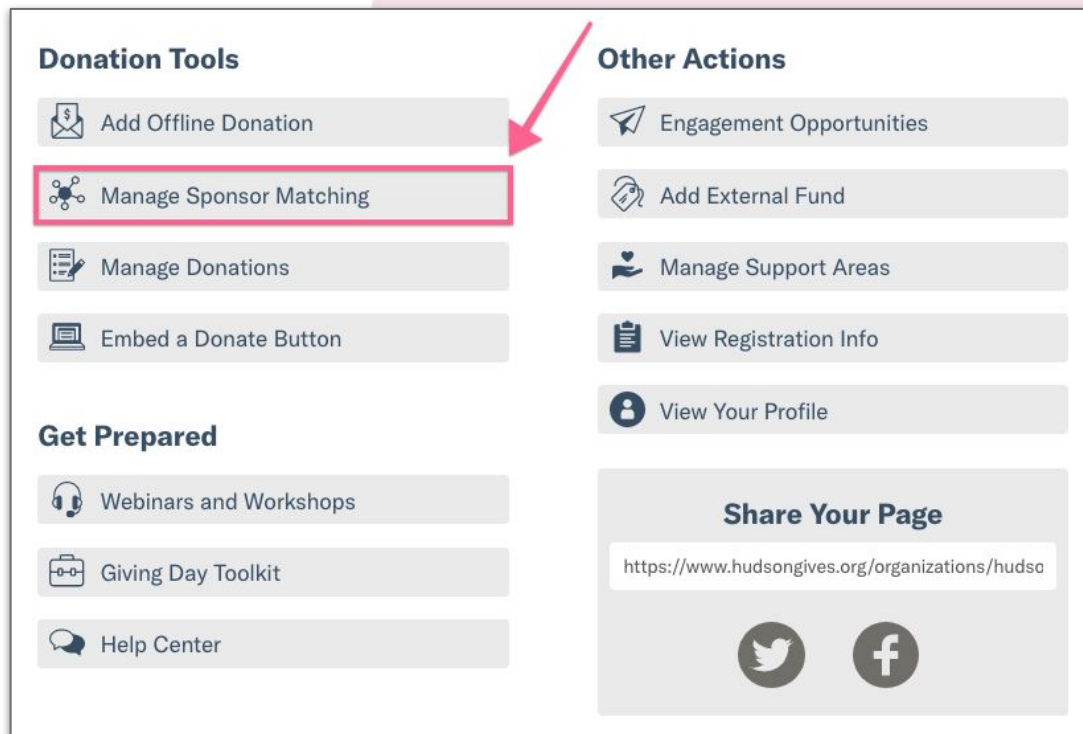 Donation Tools
Add Offline Donation
Manage Sponsor Matching
Manage Donations
Embed a Donate Button
Get Prepared
Webinars and Workshops
Giving Day Toolkit
Help Center
Other Actions
Engagement Opportunities
Add External Fund
Manage Support Areas
View Registration Info
View Your Profile
Share Your Page
https://www.hudsongives.org/organizations/hudso